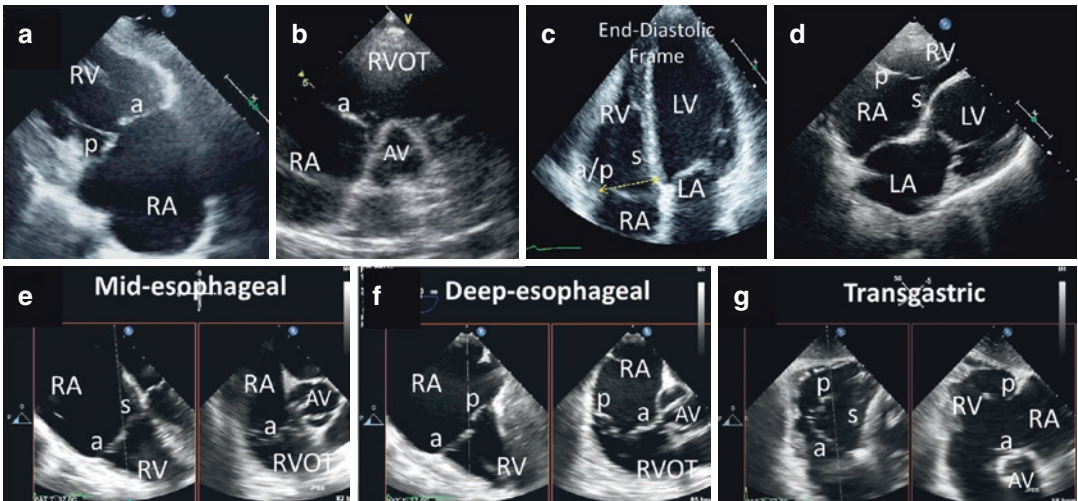 a
RV
a
p
RA
b
V
RVOT
5
a
RA
AV
c
End-Diastolic
Frame
RV
LV
s
a/p
LA
RA
d
RV
p
s
RA
LV
LA
e
Mid-esophageal
RA
s
a
RV
RA
AV
a
RVOT
f
Deep-esophageal
RA
p
a
RV
RA
p
a
AV
RVOT
g
Transgastric
p
s
a
p
RV
RA
a
AV